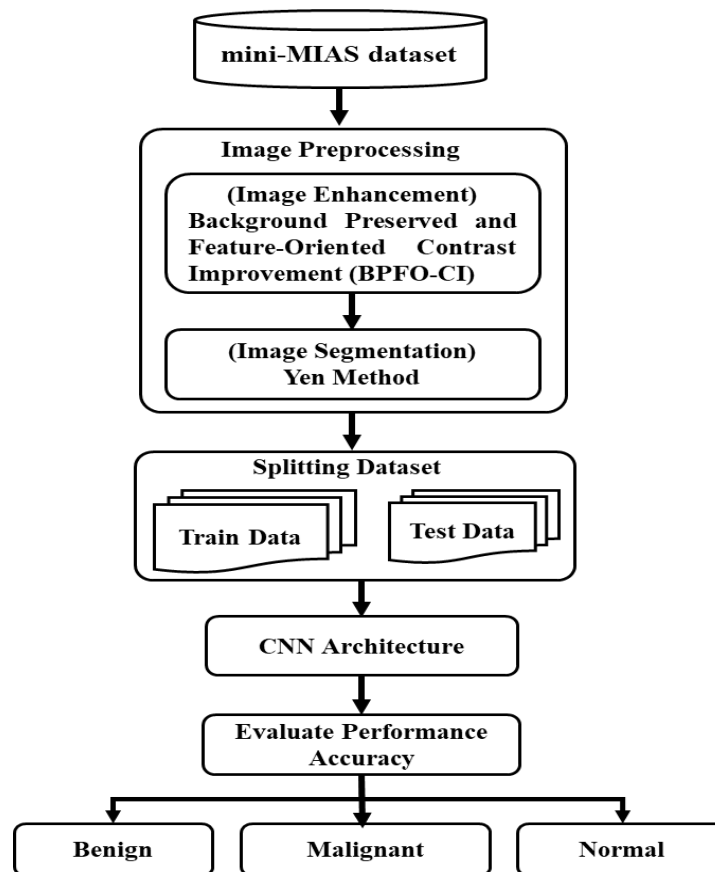 mini-MIAS dataset
Image Preprocessing
(Image Enhancement)
Background Preserved and
Feature-Oriented Contrast
Improvement (BPFO-CI)
(Image Segmentation)
Yen Method
Splitting Dataset
Train Data
Test Data
CNN Architecture
Evaluate Performance
Accuracy
Benign
Malignant
Normal